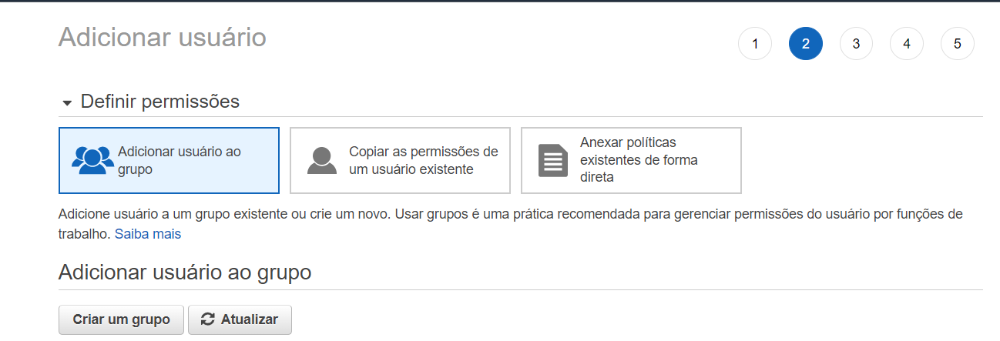 Adicionar usuário
1 2 3 4 5
Definir permissões
Adicionar usuário ao
grupo
Copiar as permissões de
um usuário existente
Anexar políticas
existentes de forma
direta
Adicione usuário a um grupo existente ou crie um novo. Usar grupos é uma prática recomendada para gerenciar permissões do usuário por funções de
trabalho. Saiba mais
Adicionar usuário ao grupo
Criar um grupo
Atualizar